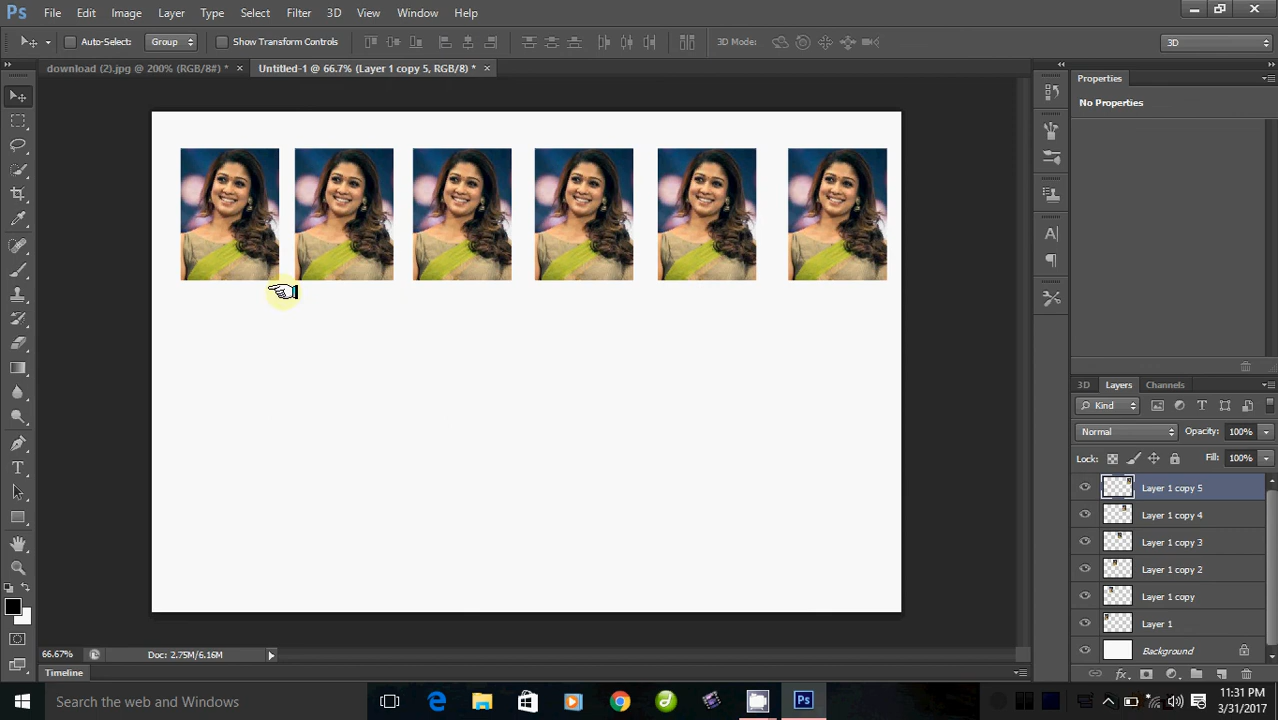 Ps File Edit Image Layer Type Select Filter 3D View Window Help
Auto-Select: Group Show Transform Controls 3D Mode: 3D
download (2).jpg @ 200% (RGB/8#) * × Untitled-1 @ 66.7% (Layer 1 copy 5, RGB/8) * ×
Properties
No Properties
3D Layers Channels
Kind
Normal Opacity: 100%
Lock: Fill: 100%
Layer 1 copy 5
Layer 1 copy 4
Layer 1 copy 3
Layer 1 copy 2
Layer 1 copy
Layer 1
Background
66.67% Doc: 2.75M/6.16M
Timeline
Search the web and Windows
11:31 PM
3/31/2017